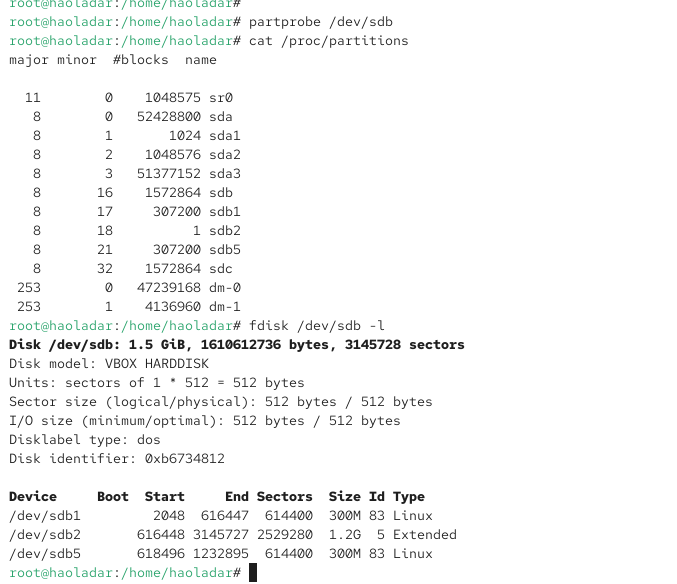 root@haoladar:/home/haoladar#
root@haoladar:/home/haoladar# partprobe /dev/sdb
root@haoladar:/home/haoladar# cat /proc/partitions
major minor  #blocks  name

  11        0    1048575 sr0
   8        0   52428800 sda
   8        1       1024 sda1
   8        2    1048576 sda2
   8        3   51377152 sda3
   8       16    1572864 sdb
   8       17     307200 sdb1
   8       18          1 sdb2
   8       21     307200 sdb5
   8       32    1572864 sdc
 253        0   47239168 dm-0
 253        1    4136960 dm-1
root@haoladar:/home/haoladar# fdisk /dev/sdb -l
Disk /dev/sdb: 1.5 GiB, 1610612736 bytes, 3145728 sectors
Disk model: VBOX HARDDISK
Units: sectors of 1 * 512 = 512 bytes
Sector size (logical/physical): 512 bytes / 512 bytes
I/O size (minimum/optimal): 512 bytes / 512 bytes
Disklabel type: dos
Disk identifier: 0xb6734812

Device     Boot  Start     End Sectors  Size Id Type
/dev/sdb1         2048  616447  614400  300M 83 Linux
/dev/sdb2       616448 3145727 2529280  1.2G  5 Extended
/dev/sdb5       618496 1232895  614400  300M 83 Linux
root@haoladar:/home/haoladar#